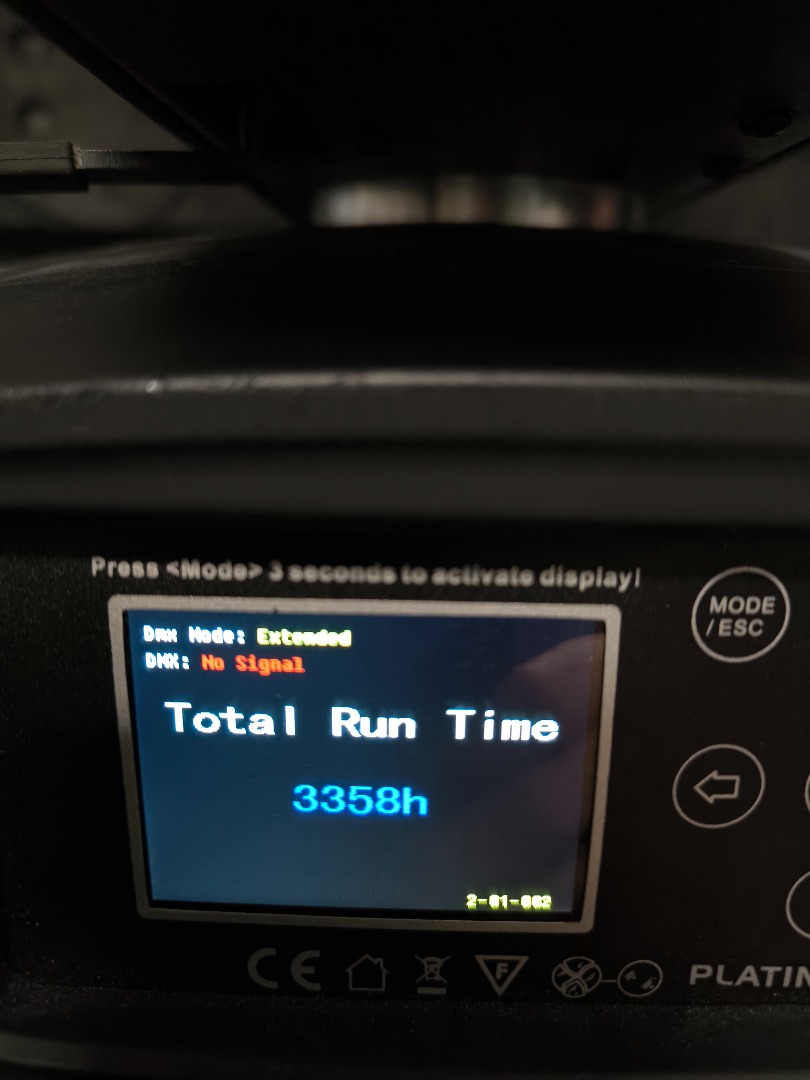 Press <Mode> 3 seconds to activate display!
MODE
/ESC
Dmx Mode: Extended
DMX: No Signal
Total Run Time
3358h
2-01-002
CE
F
PLATIN